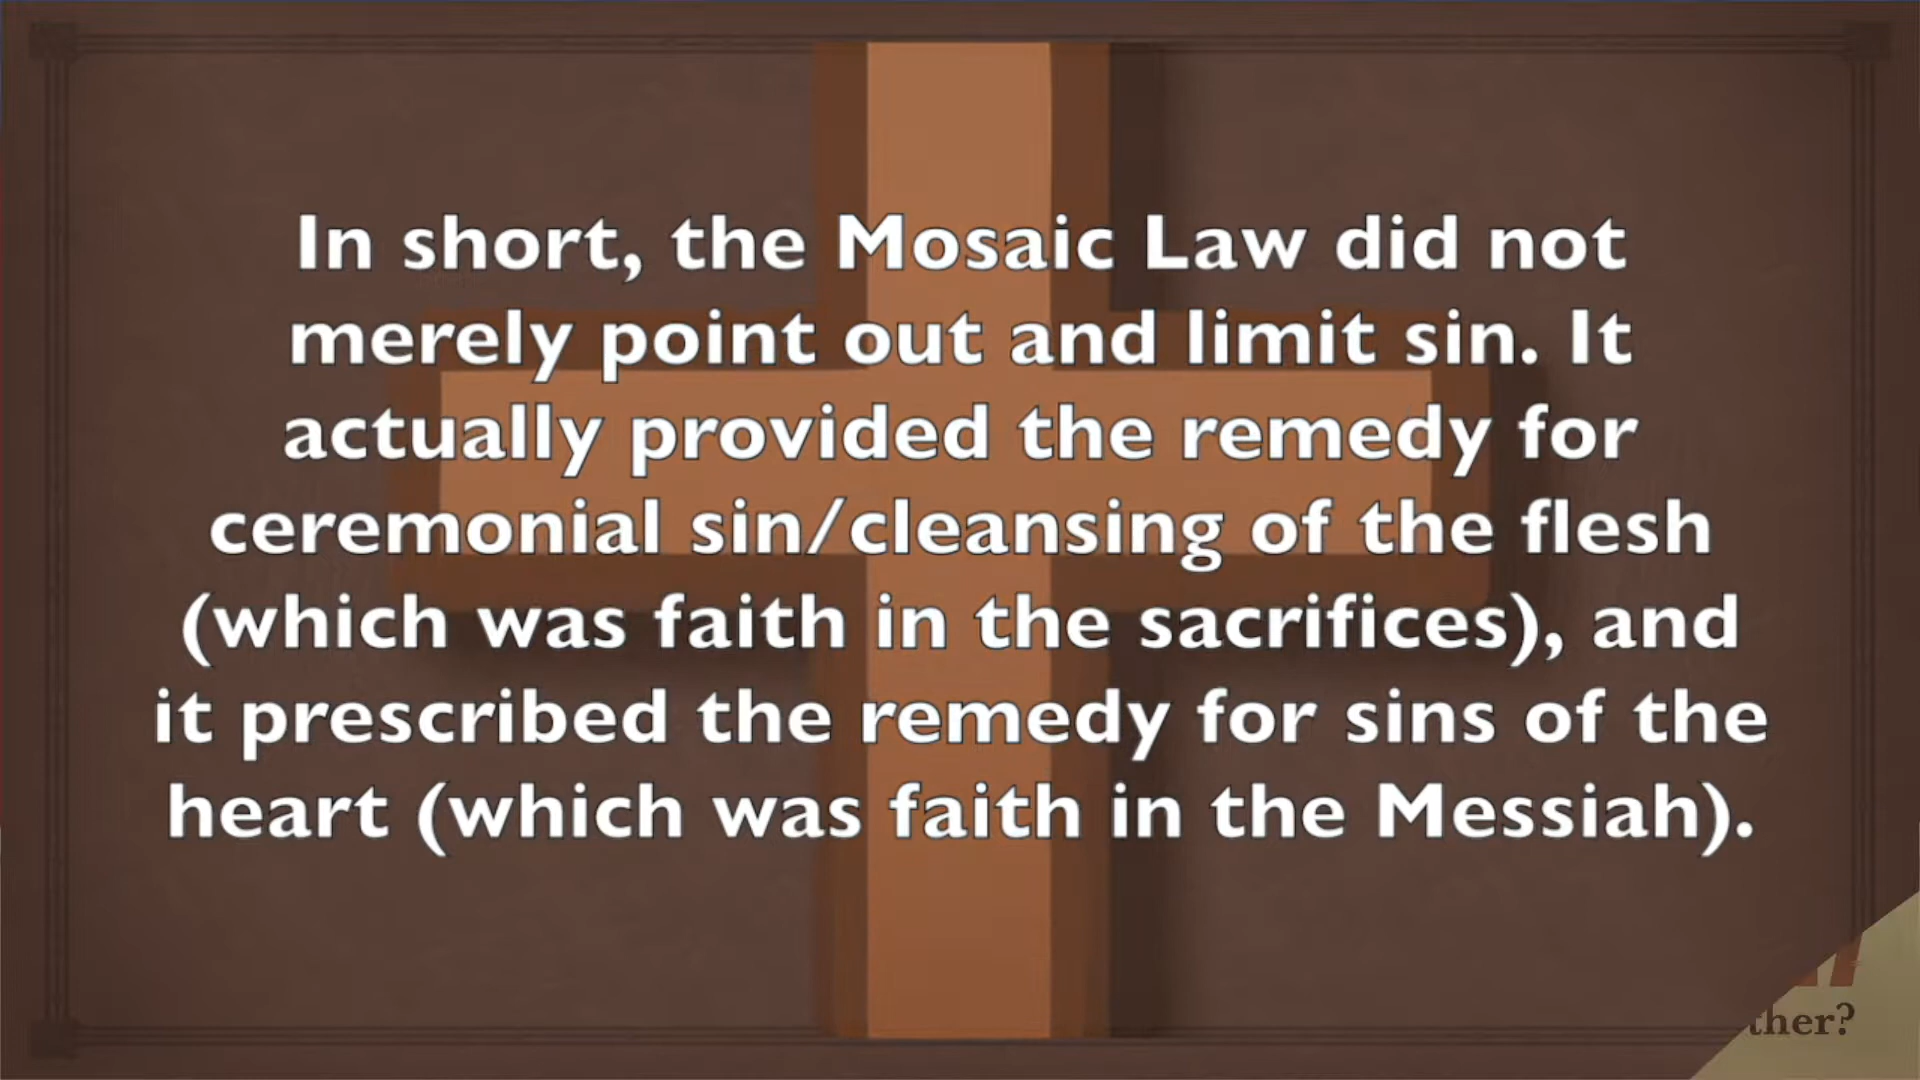 In short, the Mosaic Law did not
merely point out and limit sin. It
actually provided the remedy for
ceremonial sin/cleansing of the flesh
(which was faith in the sacrifices), and
it prescribed the remedy for sins of the
heart (which was faith in the Messiah).
ther?